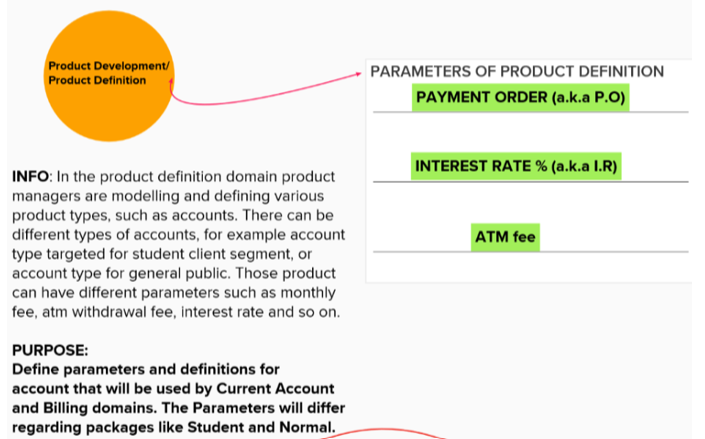 Product Development/
Product Definition
PARAMETERS OF PRODUCT DEFINITION
PAYMENT ORDER (a.k.a P.O)
INTEREST RATE % (a.k.a I.R)
ATM fee
INFO: In the product definition domain product
managers are modelling and defining various
product types, such as accounts. There can be
different types of accounts, for example account
type targeted for student client segment, or
account type for general public. Those product
can have different parameters such as monthly
fee, atm withdrawal fee, interest rate and so on.
PURPOSE:
Define parameters and definitions for
account that will be used by Current Account
and Billing domains. The Parameters will differ
regarding packages like Student and Normal.